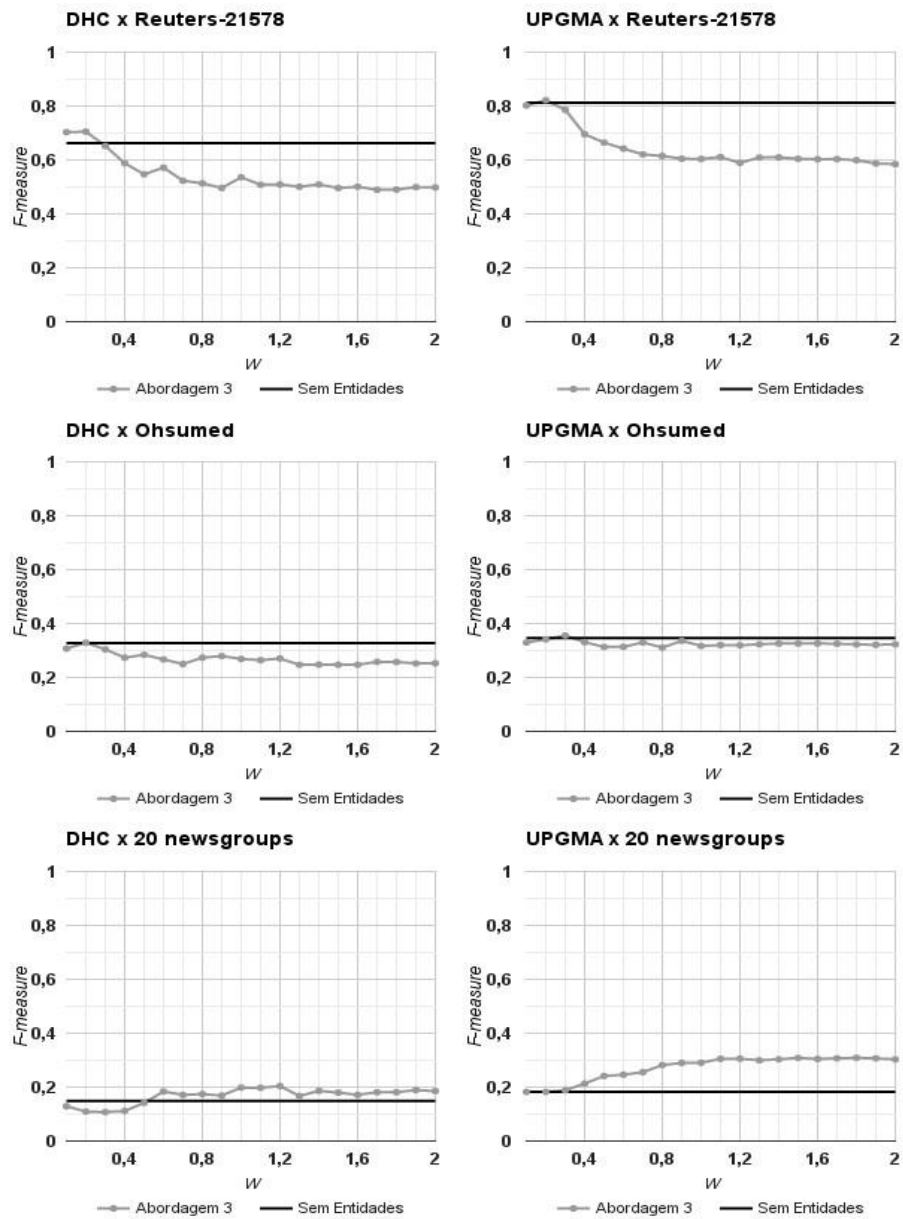 DHC x Reuters-21578
1
0,8
0,6
0,4
0,2
0
F-measure
0,4 0,8 1,2 1,6 2
W
Abordagem 3 Sem Entidades
UPGMA x Reuters-21578
1
0,8
0,6
0,4
0,2
0
F-measure
0,4 0,8 1,2 1,6 2
W
Abordagem 3 Sem Entidades
DHC x Ohsumed
1
0,8
0,6
0,4
0,2
0
F-measure
0,4 0,8 1,2 1,6 2
W
Abordagem 3 Sem Entidades
UPGMA x Ohsumed
1
0,8
0,6
0,4
0,2
0
F-measure
0,4 0,8 1,2 1,6 2
W
Abordagem 3 Sem Entidades
DHC x 20 newsgroups
1
0,8
0,6
0,4
0,2
0
F-measure
0,4 0,8 1,2 1,6 2
W
Abordagem 3 Sem Entidades
UPGMA x 20 newsgroups
1
0,8
0,6
0,4
0,2
0
F-measure
0,4 0,8 1,2 1,6 2
W
Abordagem 3 Sem Entidades